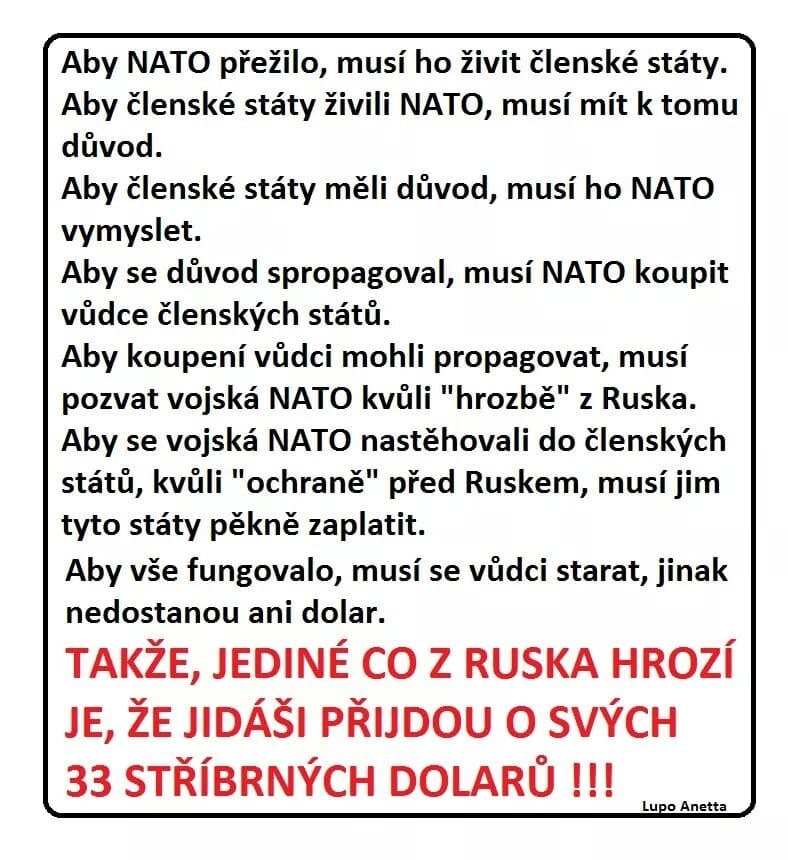 Aby NATO přežilo, musí ho živit členské státy.
Aby členské státy živili NATO, musí mít k tomu
důvod.
Aby členské státy měli důvod, musí ho NATO
vymyslet.
Aby se důvod spropagoval, musí NATO koupit
vůdce členských států.
Aby koupení vůdci mohli propagovat, musí
pozvat vojská NATO kvůli "hrozbě" z Ruska.
Aby se vojská NATO nastěhovali do členských
států, kvůli "ochraně" před Ruskem, musí jim
tyto státy pěkně zaplatit.
Aby vše fungovalo, musí se vůdci starat, jinak
nedostanou ani dolar.
TAKŽE, JEDINÉ CO Z RUSKA HROZÍ
JE, ŽE JIDÁŠI PŘIJDOU O SVÝCH
33 STŘÍBRNÝCH DOLARŮ !!!
Lupo Anetta